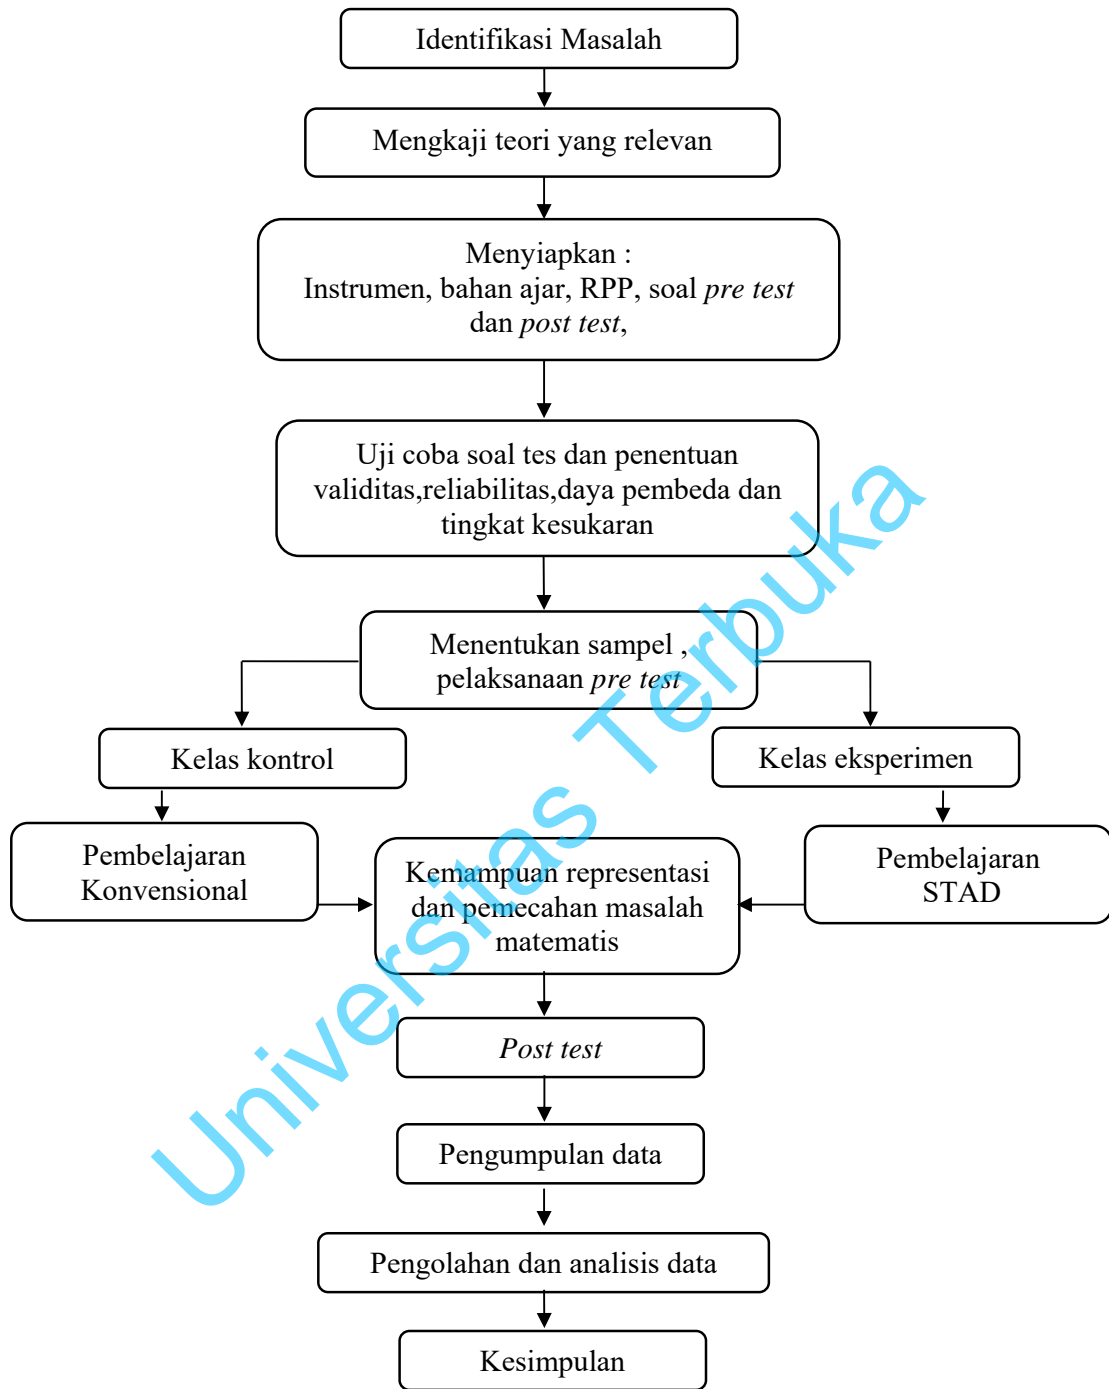 Identifikasi Masalah
Mengkaji teori yang relevan
Menyiapkan :
Instrumen, bahan ajar, RPP, soal pre test
dan post test,
Uji coba soal tes dan penentuan
validitas,reliabilitas,daya pembeda dan
tingkat kesukaran
Menentukan sampel ,
pelaksanaan pre test
Kelas kontrol
Kelas eksperimen
Pembelajaran
Konvensional
Kemampuan representasi
dan pemecahan masalah
matematis
Pembelajaran
STAD
Post test
Pengumpulan data
Pengolahan dan analisis data
Kesimpulan
Universitas Terbuka